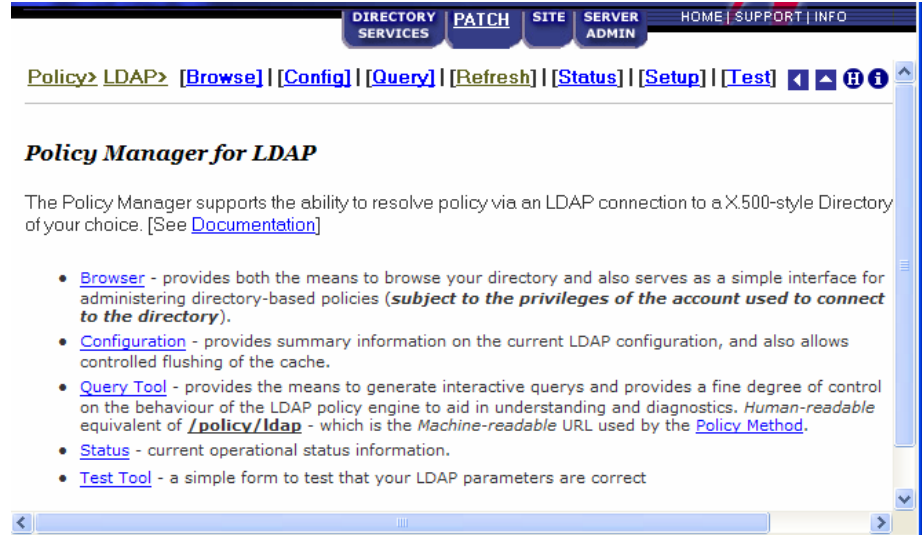 DIRECTORY SERVICES PATCH SITE SERVER ADMIN HOME | SUPPORT | INFO
Policy> LDAP> [Browse] | [Config] | [Query] | [Refresh] | [Status] | [Setup] | [Test]
Policy Manager for LDAP
The Policy Manager supports the ability to resolve policy via an LDAP connection to a X.500-style Directory
of your choice. [See Documentation]
• Browser - provides both the means to browse your directory and also serves as a simple interface for
administering directory-based policies (subject to the privileges of the account used to connect
to the directory).
• Configuration - provides summary information on the current LDAP configuration, and also allows
controlled flushing of the cache.
• Query Tool - provides the means to generate interactive querys and provides a fine degree of control
on the behaviour of the LDAP policy engine to aid in understanding and diagnostics. Human-readable
equivalent of /policy/ldap - which is the Machine-readable URL used by the Policy Method.
• Status - current operational status information.
• Test Tool - a simple form to test that your LDAP parameters are correct